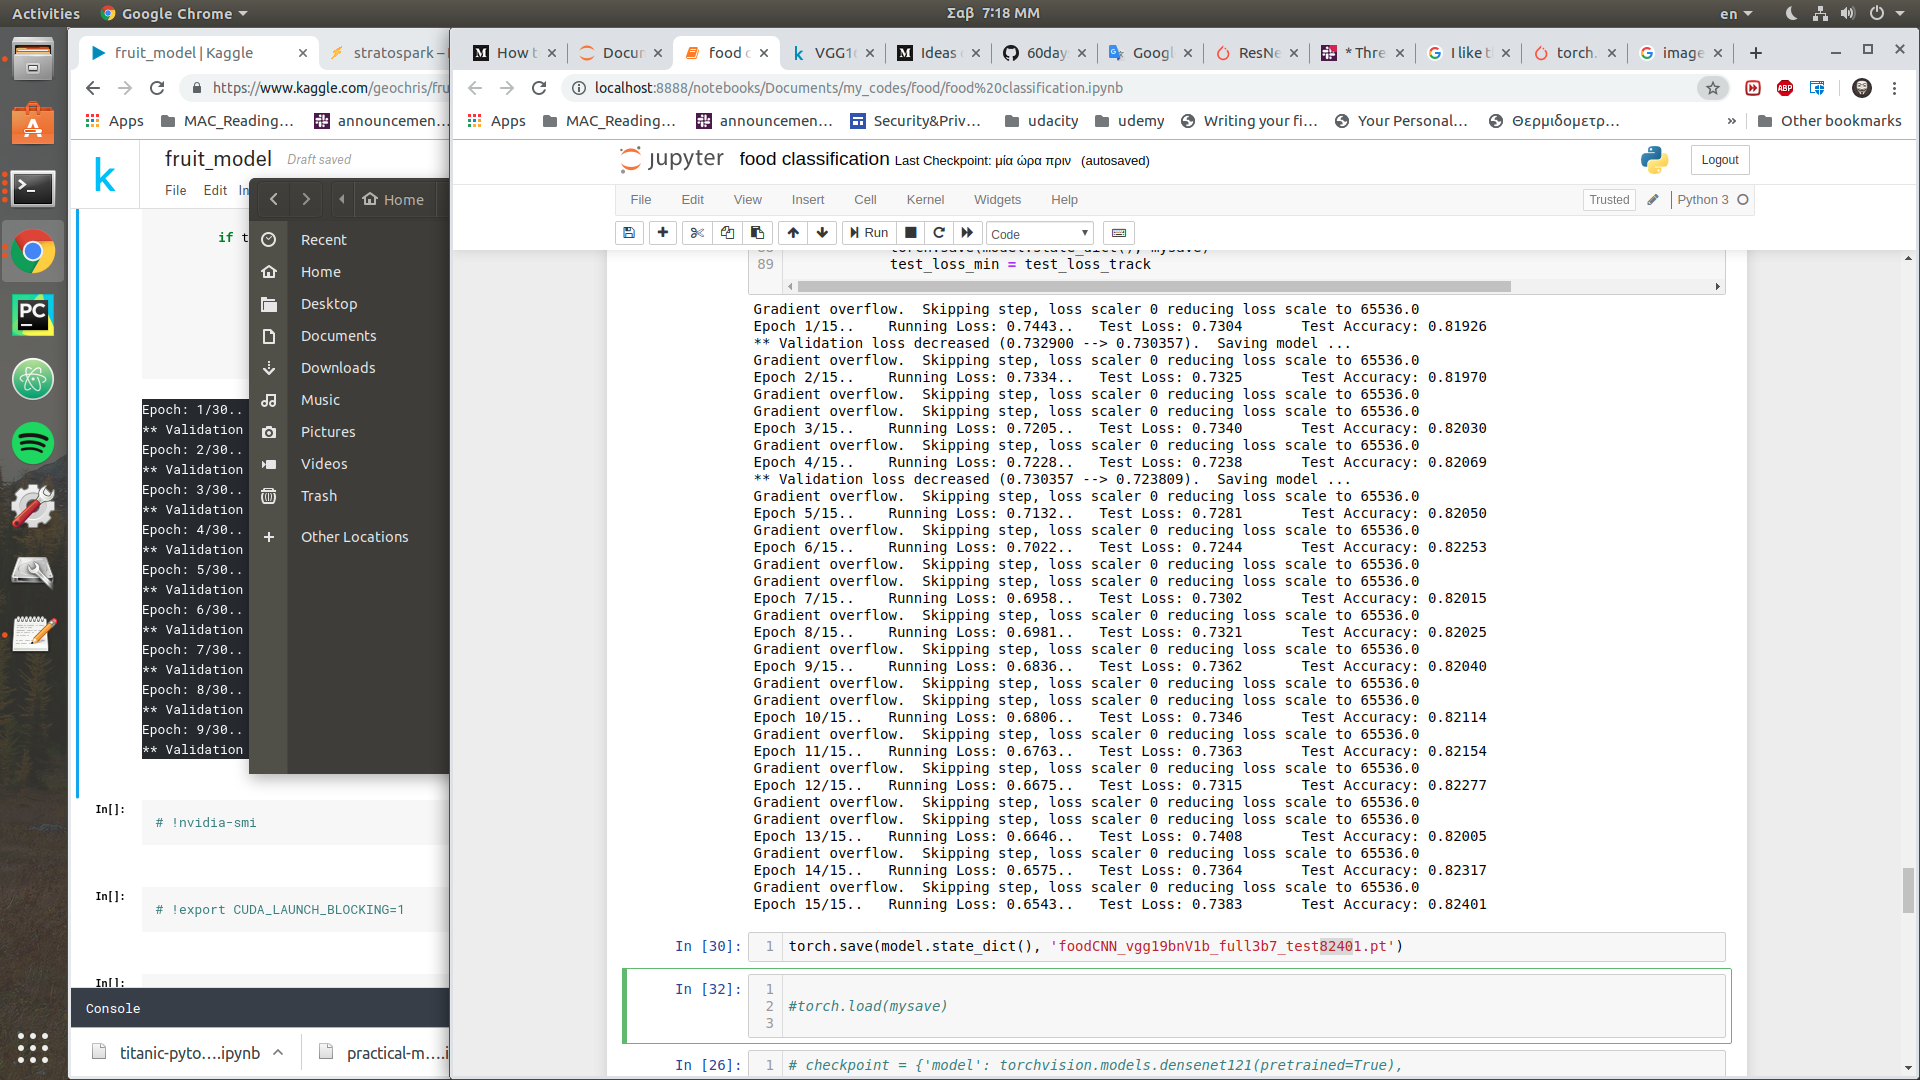 Activities
Google Chrome
Σαβ 7:18 MM
en
fruit_model | Kaggle
stratospark –
https://www.kaggle.com/geochris/fru
Apps
MAC_Reading...
announcemen...
fruit_model
Draft saved
File
Edit
In
if t
Home
Recent
Home
Desktop
Documents
Downloads
Music
Pictures
Videos
Trash
Other Locations
Epoch: 1/30..
** Validation
Epoch: 2/30..
** Validation
Epoch: 3/30..
** Validation
Epoch: 4/30..
** Validation
Epoch: 5/30..
** Validation
Epoch: 6/30..
** Validation
Epoch: 7/30..
** Validation
Epoch: 8/30..
** Validation
Epoch: 9/30..
** Validation
In[]:
# !nvidia-smi
In[]:
# !export CUDA_LAUNCH_BLOCKING=1
In[]:
Console
titanic-pyto....ipynb
practical-m....i
How t
Docum
food c
VGG16
Ideas
60day
Googl
ResNe
* Thre
I like t
torch.
image
localhost:8888/notebooks/Documents/my_codes/food/food%20classification.ipynb
ABP
Apps
MAC_Reading...
announcemen...
Security&Priv...
udacity
udemy
Writing your fi...
Your Personal...
Θερμιδομετρ...
»
Other bookmarks
jupyter
food classification
Last Checkpoint: μία ώρα πριν (autosaved)
Logout
File
Edit
View
Insert
Cell
Kernel
Widgets
Help
Trusted
Python 3
Run
Code
torch.save(model.state_dict(), mysave)
89 test_loss_min = test_loss_track
Gradient overflow. Skipping step, loss scaler 0 reducing loss scale to 65536.0
Epoch 1/15.. Running Loss: 0.7443.. Test Loss: 0.7304 Test Accuracy: 0.81926
** Validation loss decreased (0.732900 --> 0.730357). Saving model ...
Gradient overflow. Skipping step, loss scaler 0 reducing loss scale to 65536.0
Epoch 2/15.. Running Loss: 0.7334.. Test Loss: 0.7325 Test Accuracy: 0.81970
Gradient overflow. Skipping step, loss scaler 0 reducing loss scale to 65536.0
Gradient overflow. Skipping step, loss scaler 0 reducing loss scale to 65536.0
Epoch 3/15.. Running Loss: 0.7205.. Test Loss: 0.7340 Test Accuracy: 0.82030
Gradient overflow. Skipping step, loss scaler 0 reducing loss scale to 65536.0
Epoch 4/15.. Running Loss: 0.7228.. Test Loss: 0.7238 Test Accuracy: 0.82069
** Validation loss decreased (0.730357 --> 0.723809). Saving model ...
Gradient overflow. Skipping step, loss scaler 0 reducing loss scale to 65536.0
Epoch 5/15.. Running Loss: 0.7132.. Test Loss: 0.7281 Test Accuracy: 0.82050
Gradient overflow. Skipping step, loss scaler 0 reducing loss scale to 65536.0
Epoch 6/15.. Running Loss: 0.7022.. Test Loss: 0.7244 Test Accuracy: 0.82253
Gradient overflow. Skipping step, loss scaler 0 reducing loss scale to 65536.0
Gradient overflow. Skipping step, loss scaler 0 reducing loss scale to 65536.0
Epoch 7/15.. Running Loss: 0.6958.. Test Loss: 0.7302 Test Accuracy: 0.82015
Gradient overflow. Skipping step, loss scaler 0 reducing loss scale to 65536.0
Epoch 8/15.. Running Loss: 0.6981.. Test Loss: 0.7321 Test Accuracy: 0.82025
Gradient overflow. Skipping step, loss scaler 0 reducing loss scale to 65536.0
Epoch 9/15.. Running Loss: 0.6836.. Test Loss: 0.7362 Test Accuracy: 0.82040
Gradient overflow. Skipping step, loss scaler 0 reducing loss scale to 65536.0
Gradient overflow. Skipping step, loss scaler 0 reducing loss scale to 65536.0
Epoch 10/15.. Running Loss: 0.6806.. Test Loss: 0.7346 Test Accuracy: 0.82114
Gradient overflow. Skipping step, loss scaler 0 reducing loss scale to 65536.0
Epoch 11/15.. Running Loss: 0.6763.. Test Loss: 0.7363 Test Accuracy: 0.82154
Gradient overflow. Skipping step, loss scaler 0 reducing loss scale to 65536.0
Epoch 12/15.. Running Loss: 0.6675.. Test Loss: 0.7315 Test Accuracy: 0.82277
Gradient overflow. Skipping step, loss scaler 0 reducing loss scale to 65536.0
Gradient overflow. Skipping step, loss scaler 0 reducing loss scale to 65536.0
Epoch 13/15.. Running Loss: 0.6646.. Test Loss: 0.7408 Test Accuracy: 0.82005
Gradient overflow. Skipping step, loss scaler 0 reducing loss scale to 65536.0
Epoch 14/15.. Running Loss: 0.6575.. Test Loss: 0.7364 Test Accuracy: 0.82317
Gradient overflow. Skipping step, loss scaler 0 reducing loss scale to 65536.0
Epoch 15/15.. Running Loss: 0.6543.. Test Loss: 0.7383 Test Accuracy: 0.82401
In [30]: 1 torch.save(model.state_dict(), 'foodCNN_vgg19bnV1b_full3b7_test82401.pt')
In [32]: 1
2 #torch.load(mysave)
3
In [26]: 1 # checkpoint = {'model': torchvision.models.densenet121(pretrained=True),